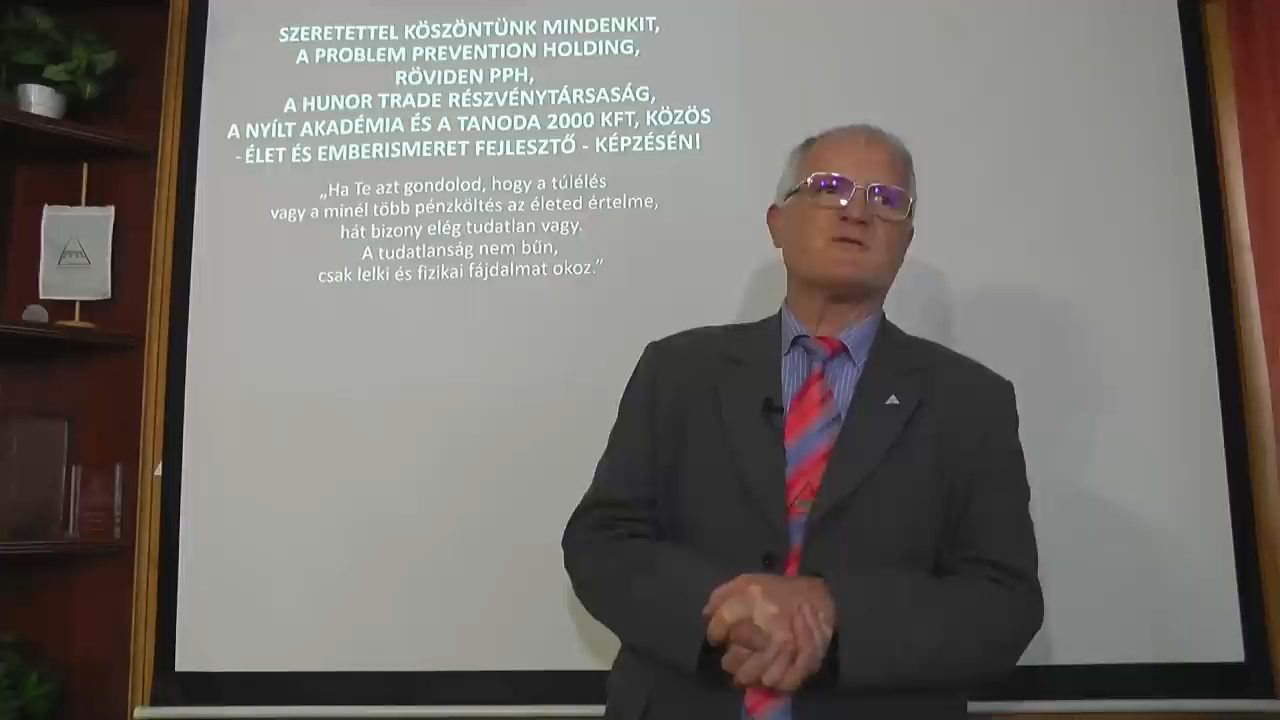 SZERETETTEL KÖSZÖNTÜNK MINDENKIT,
A PROBLEM PREVENTION HOLDING,
RÖVIDEN PPH,
A HUNOR TRADE RÉSZVÉNYTÁRSASÁG,
A NYÍLT AKADÉMIA ÉS A TANODA 2000 KFT, KÖZÖS
- ÉLET ÉS EMBERISMERET FEJLESZTŐ - KÉPZÉSÉNI
„Ha Te azt gondolod, hogy a túlélés
vagy a minél több pénzköltés az életed értelme,
hát bizony elég tudatlan vagy.
A tudatlanság nem bűn,
csak lelki és fizikai fájdalmat okoz.”